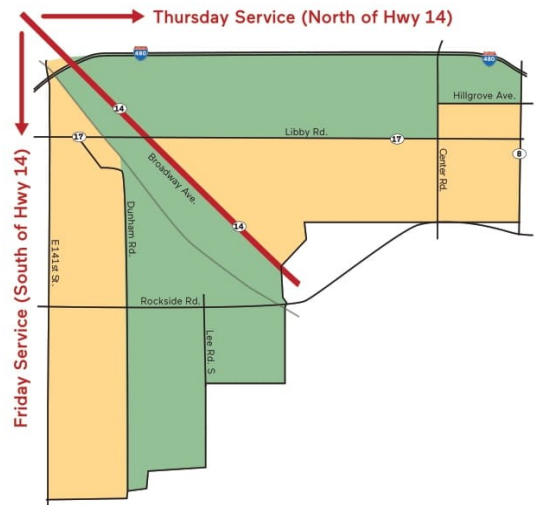 Thursday Service (North of Hwy 14)
480
480
Hillgrove Ave.
14
17
Libby Rd.
17
Center Rd.
8
Broadway Ave.
Friday Service (South of Hwy 14)
E 141st St.
Dunham Rd.
14
Rockside Rd.
Lee Rd. S